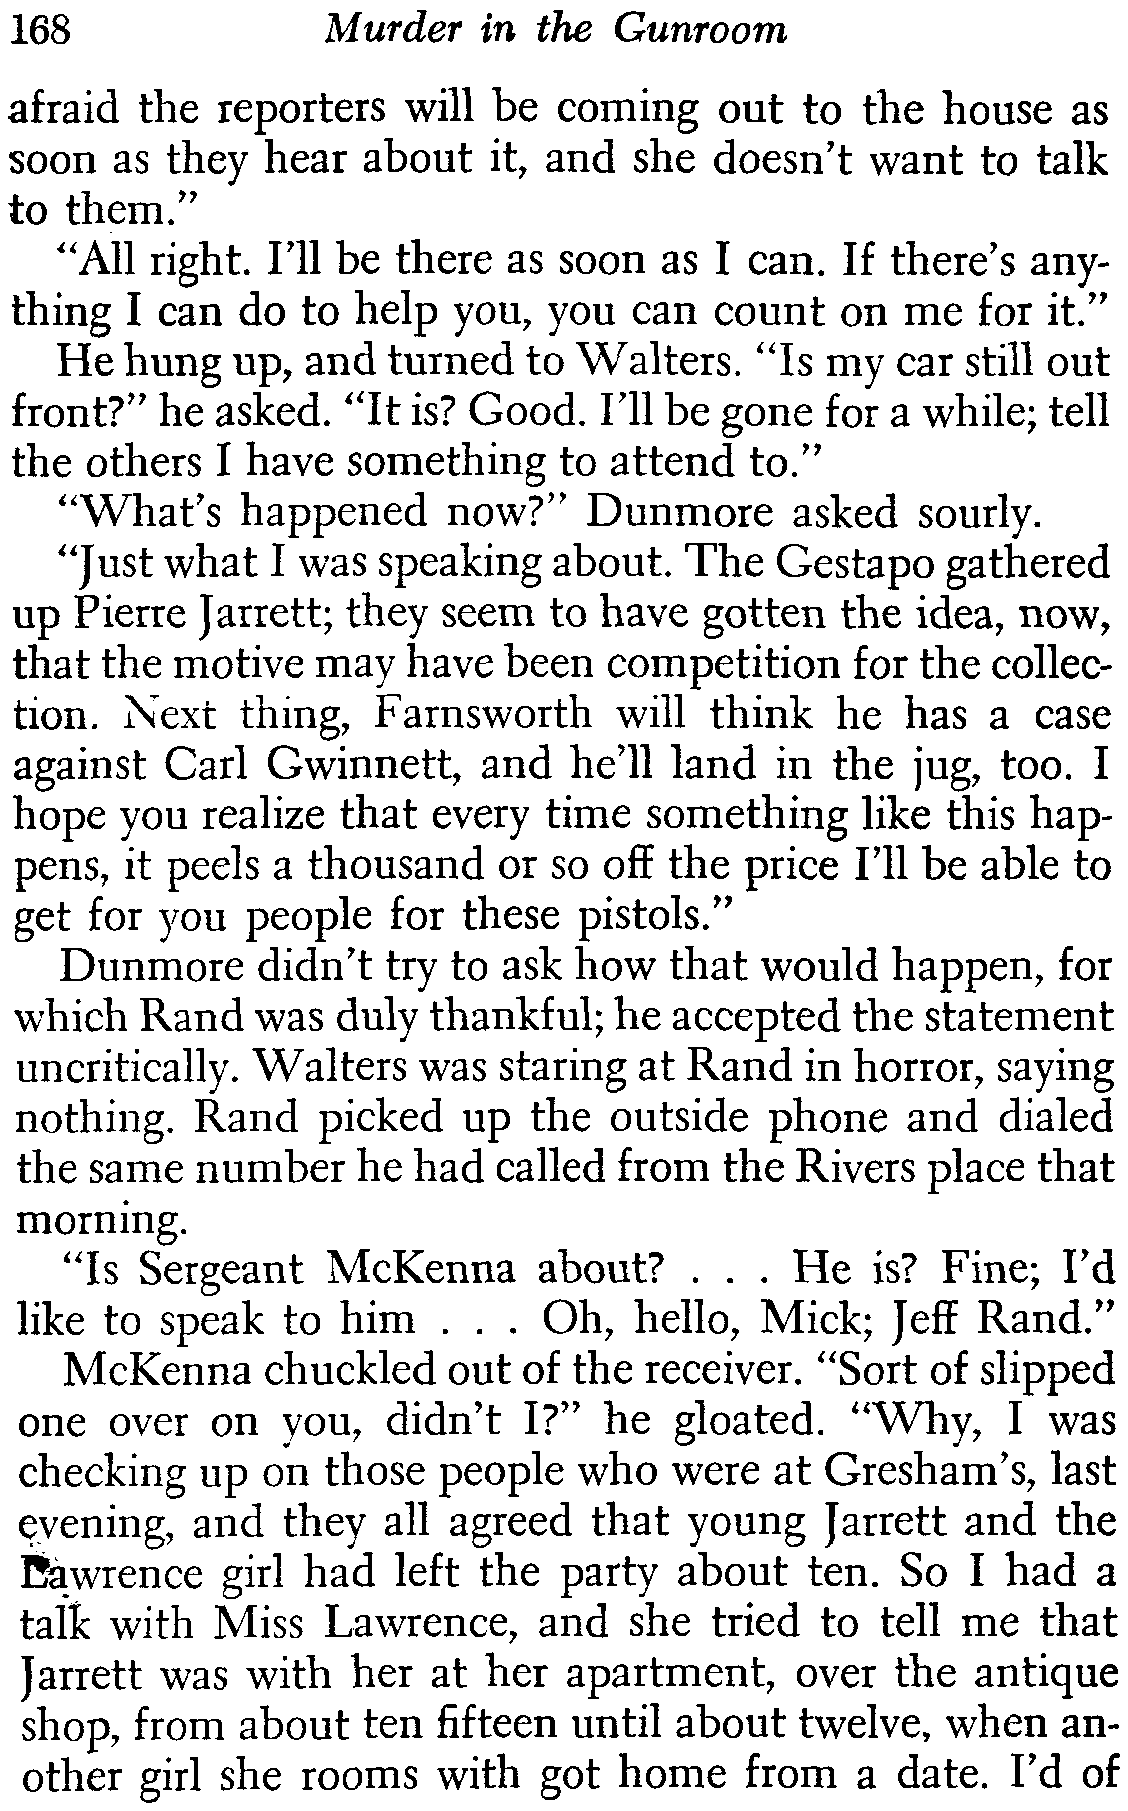 168 Murder in the Gunroom
afraid the reporters will be coming out to the house as
soon as they hear about it, and she doesn't want to talk
to them."
"All right. I'll be there as soon as I can. If there's any-
thing I can do to help you, you can count on me for it."
He hung up, and turned to Walters. "Is my car still out
front?" he asked. "It is? Good. I'll be gone for a while; tell
the others I have something to attend to."
"What's happened now?" Dunmore asked sourly.
"Just what I was speaking about. The Gestapo gathered
up Pierre Jarrett; they seem to have gotten the idea, now,
that the motive may have been competition for the collec-
tion. Next thing, Farnsworth will think he has a case
against Carl Gwinnett, and he'll land in the jug, too. I
hope you realize that every time something like this hap-
pens, it peels a thousand or so off the price I'll be able to
get for you people for these pistols."
Dunmore didn't try to ask how that would happen, for
which Rand was duly thankful; he accepted the statement
uncritically. Walters was staring at Rand in horror, saying
nothing. Rand picked up the outside phone and dialed
the same number he had called from the Rivers place that
morning.
"Is Sergeant McKenna about? . . . He is? Fine; I'd
like to speak to him . . . Oh, hello, Mick; Jeff Rand."
McKenna chuckled out of the receiver. "Sort of slipped
one over on you, didn't I?" he gloated. "Why, I was
checking up on those people who were at Gresham's, last
evening, and they all agreed that young Jarrett and the
Lawrence girl had left the party about ten. So I had a
talk with Miss Lawrence, and she tried to tell me that
Jarrett was with her at her apartment, over the antique
shop, from about ten fifteen until about twelve, when an-
other girl she rooms with got home from a date. I'd of